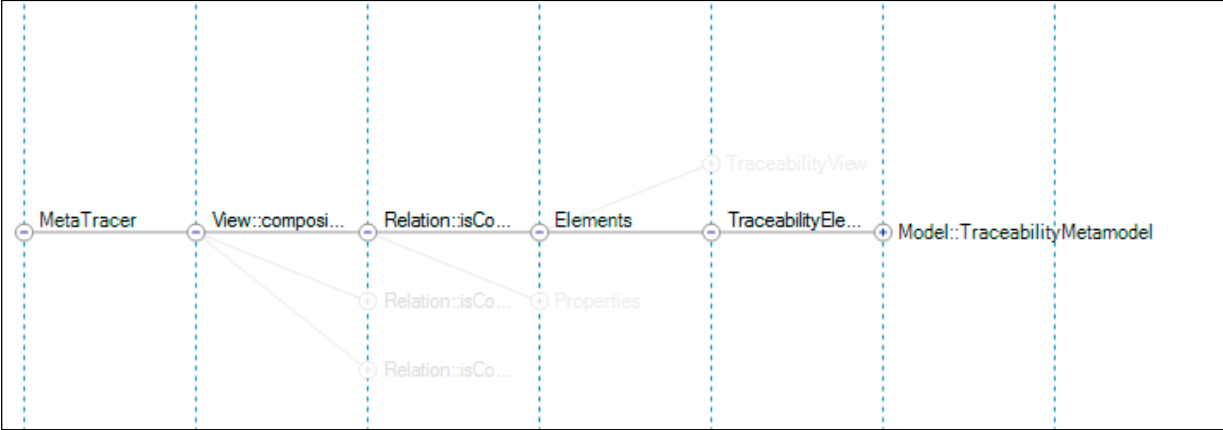 TraceabilityView
MetaTracer
View::composi...
Relation::isCo...
Elements
TraceabilityEle...
Model::TraceabilityMetamodel
Relation::isCo...
Properties
Relation::isCo...